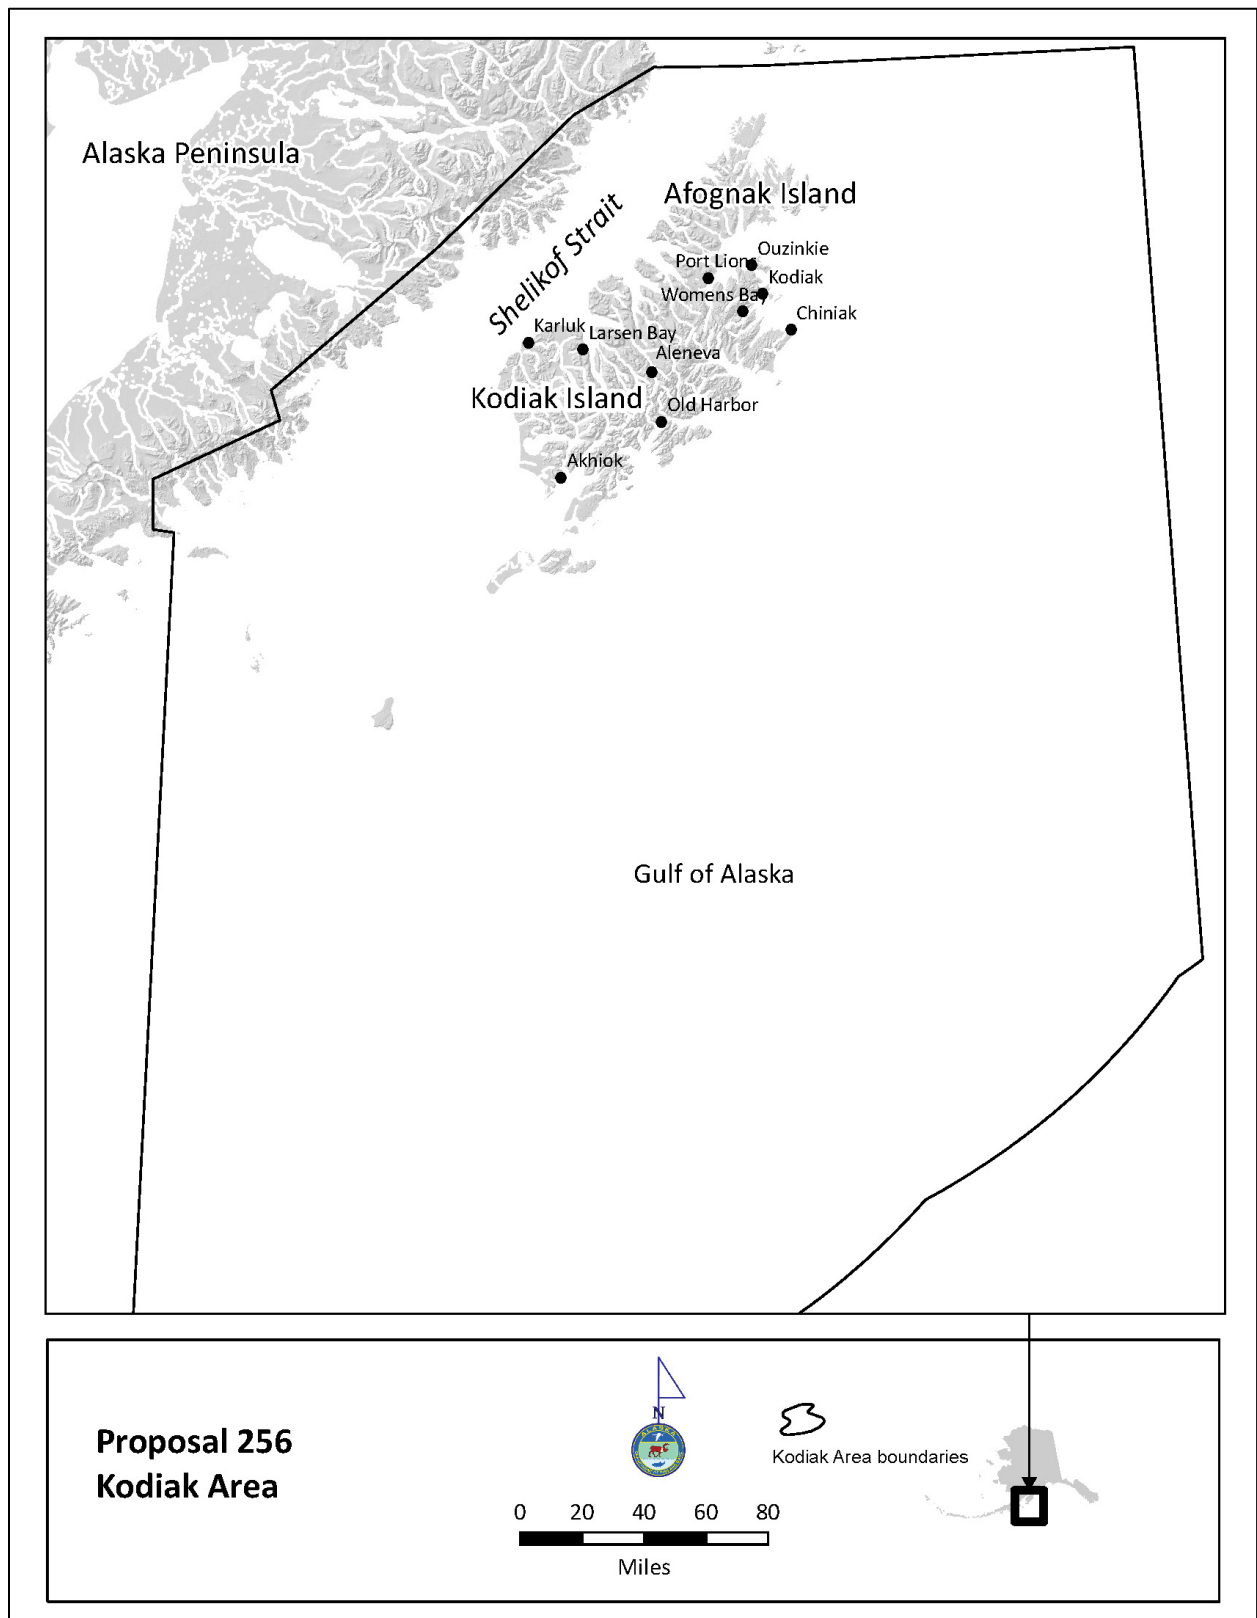 Alaska Peninsula
Afognak Island
Shelikof Strait
Ouzinkie
Port Lions
Kodiak
Womens Bay
Chiniak
Karluk
Larsen Bay
Aleneva
Kodiak Island
Old Harbor
Akhiok
Gulf of Alaska
Proposal 256
Kodiak Area
N
ALASKA
Kodiak Area boundaries
0 20 40 60 80
Miles